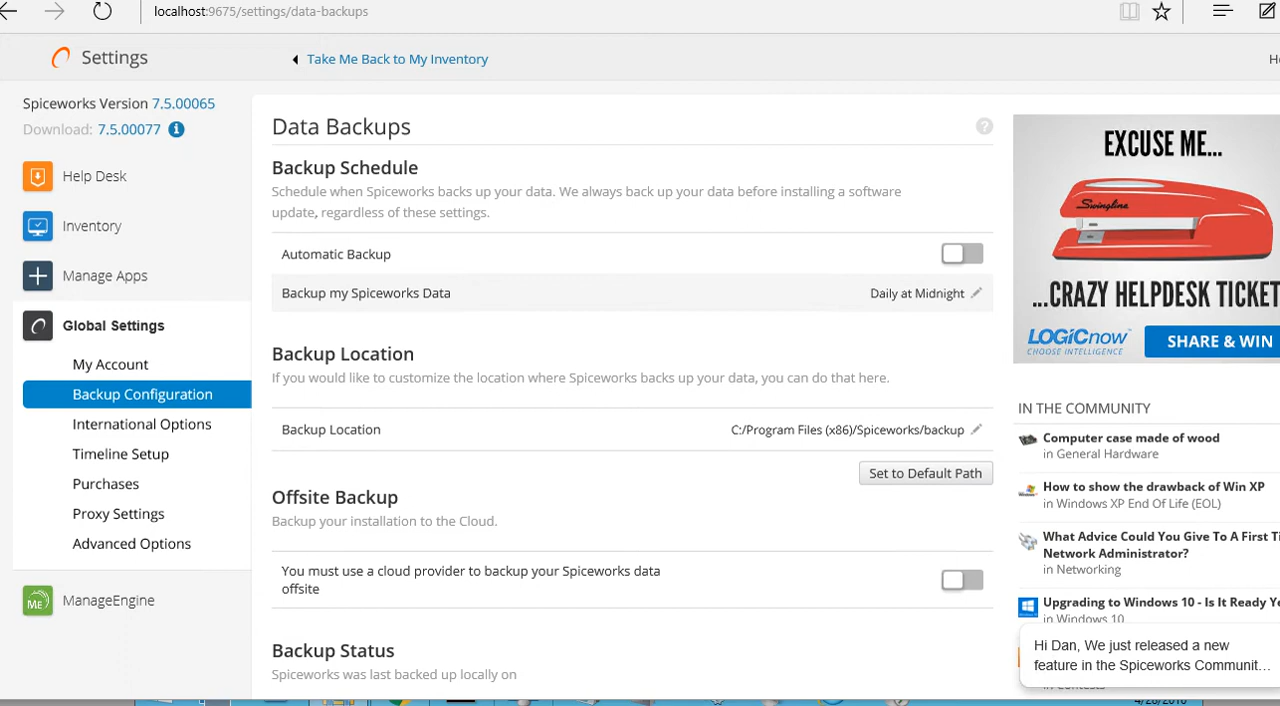 localhost:9675/settings/data-backups
Settings
Take Me Back to My Inventory
Spiceworks Version 7.5.00065
Download: 7.5.00077
Help Desk
Inventory
Manage Apps
Global Settings
My Account
Backup Configuration
International Options
Timeline Setup
Purchases
Proxy Settings
Advanced Options
ME
ManageEngine
Data Backups
?
Backup Schedule
Schedule when Spiceworks backs up your data. We always back up your data before installing a software
update, regardless of these settings.
Automatic Backup
Backup my Spiceworks Data
Daily at Midnight
Backup Location
If you would like to customize the location where Spiceworks backs up your data, you can do that here.
Backup Location
C:/Program Files (x86)/Spiceworks/backup
Set to Default Path
Offsite Backup
Backup your installation to the Cloud.
You must use a cloud provider to backup your Spiceworks data
offsite
Backup Status
Spiceworks was last backed up locally on
EXCUSE ME...
Swingline
...CRAZY HELPDESK TICKET
LOGICnow
CHOOSE INTELLIGENCE
SHARE & WIN
IN THE COMMUNITY
Computer case made of wood
in General Hardware
How to show the drawback of Win XP
in Windows XP End Of Life (EOL)
What Advice Could You Give To A First Ti
Network Administrator?
in Networking
Upgrading to Windows 10 - Is It Ready Yo
in Windows 10
Hi Dan, We just released a new
feature in the Spiceworks Communit...
in Contests